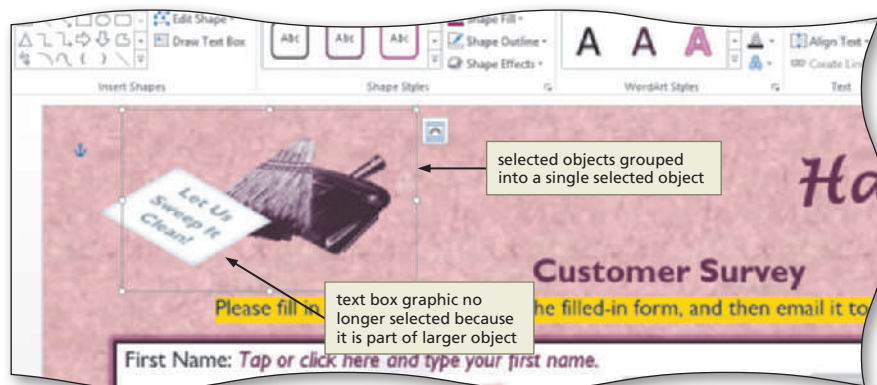 Edit Shape
Draw Text Box
Insert Shapes
Abc Abc Abc
Shape Fill
Shape Outline
Shape Effects
Shape Styles
A A A
A
A
WordArt Styles
Align Text
Create
Text
selected objects grouped
into a single selected object
Let Us
Sweep It
Clean!
text box graphic no
longer selected because
it is part of larger object
Customer Survey
Please fill in he filled-in form, and then email it to
First Name: Tap or click here and type your first name.